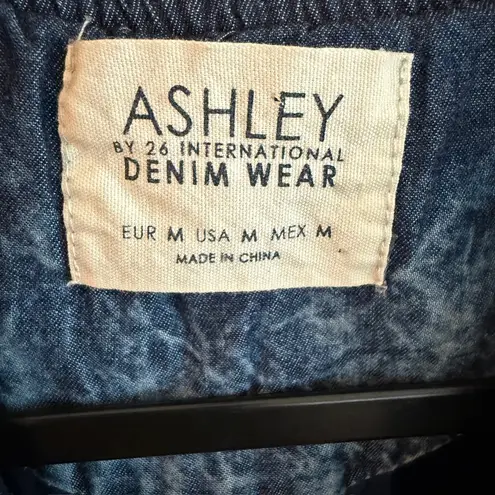 ASHLEY
BY 26 INTERNATIONAL
DENIM WEAR
EUR M USA M MEX M
MADE IN CHINA